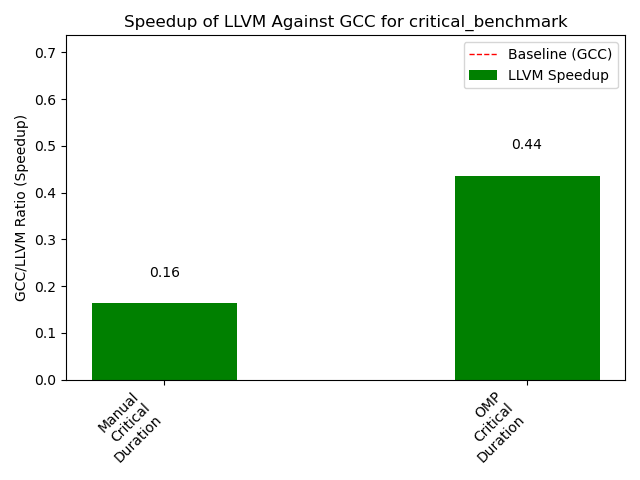 Speedup of LLVM Against GCC for critical_benchmark
GCC/LLVM Ratio (Speedup)
0.7
0.6
0.5
0.4
0.3
0.2
0.1
0.0
Baseline (GCC)
LLVM Speedup
0.16
0.44
Manual
Critical
Duration
OMP
Critical
Duration